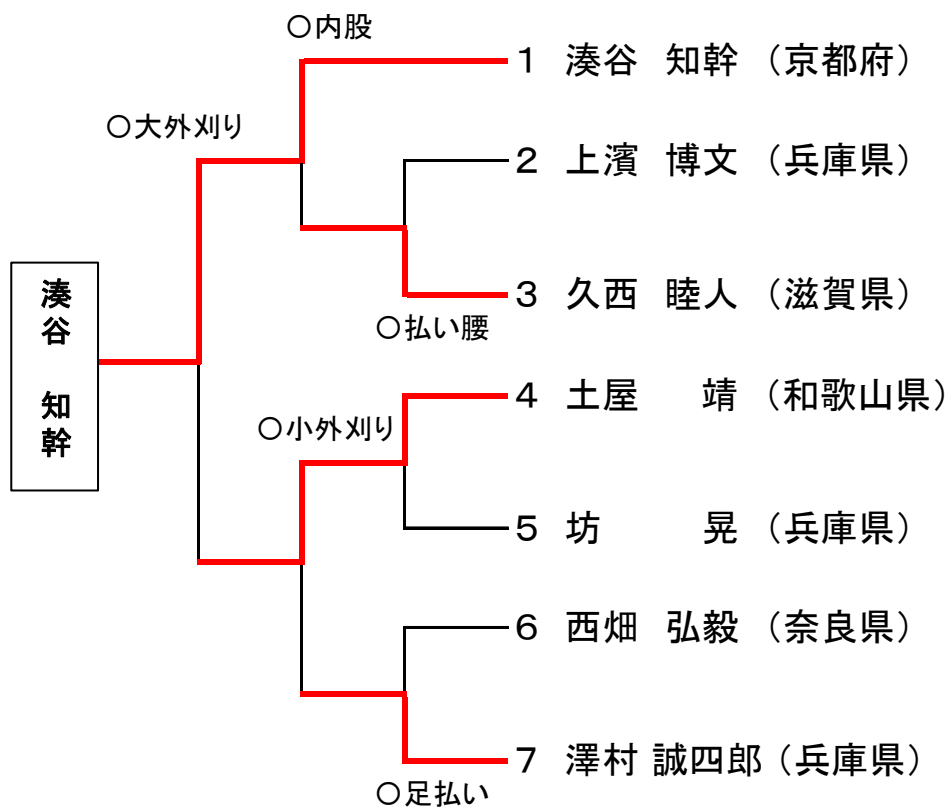 ○内股
1 湊谷 知幹 (京都府)
○大外刈り
2 上濱 博文 (兵庫県)
湊谷 知幹
3 久西 睦人 (滋賀県)
○払い腰
4 土屋 靖 (和歌山県)
○小外刈り
5 坊 晃 (兵庫県)
6 西畑 弘毅 (奈良県)
7 澤村 誠四郎 (兵庫県)
○足払い